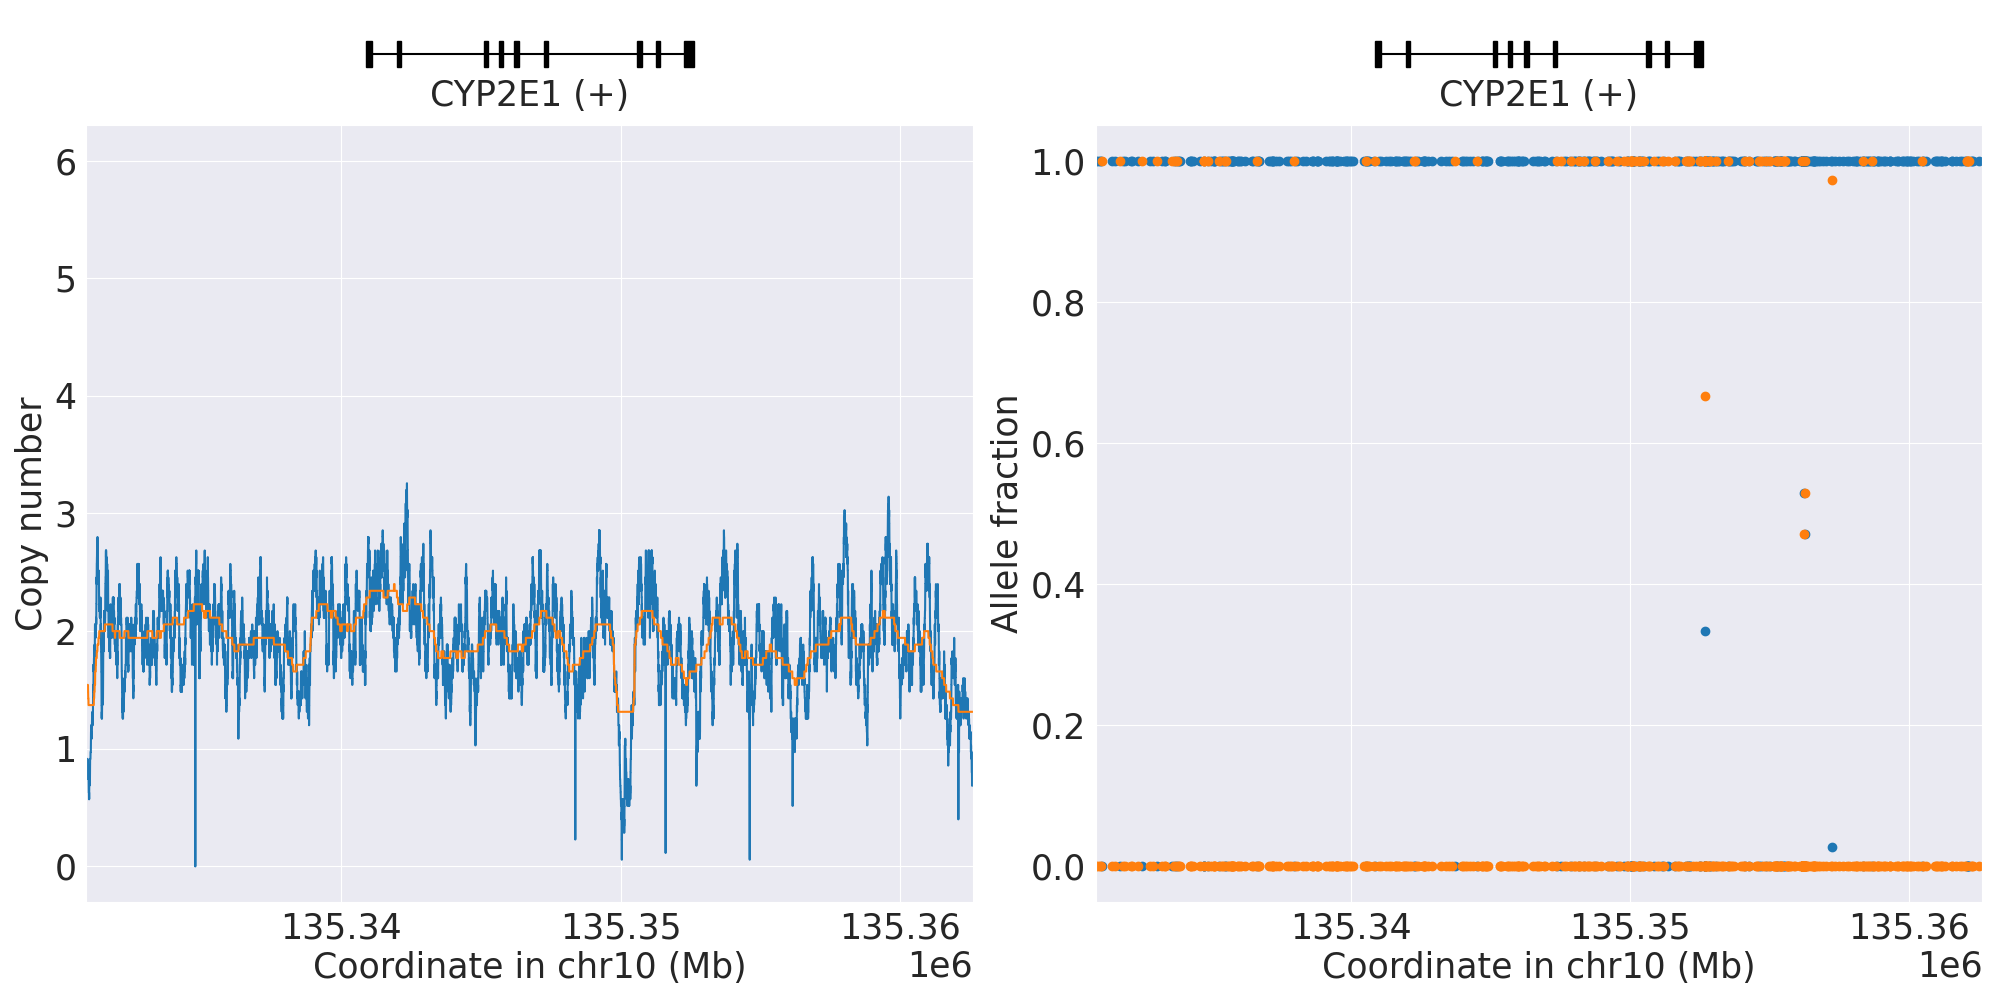 CYP2E1 (+)
6
5
4
3
2
1
0
Copy number
135.34 135.35 135.36
Coordinate in chr10 (Mb)
1e6
CYP2E1 (+)
1.0
0.8
0.6
0.4
0.2
0.0
Allele fraction
135.34 135.35 135.36
Coordinate in chr10 (Mb)
1e6